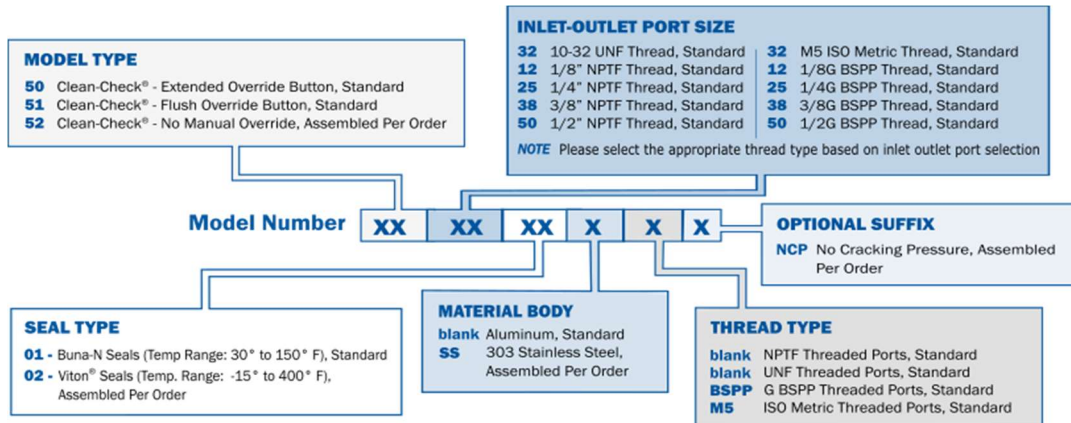 MODEL TYPE
50 Clean-Check® - Extended Override Button, Standard
51 Clean-Check® - Flush Override Button, Standard
52 Clean-Check® - No Manual Override, Assembled Per Order
INLET-OUTLET PORT SIZE
32 10-32 UNF Thread, Standard
12 1/8” NPTF Thread, Standard
25 1/4” NPTF Thread, Standard
38 3/8” NPTF Thread, Standard
50 1/2” NPTF Thread, Standard
32 M5 ISO Metric Thread, Standard
12 1/8G BSPP Thread, Standard
25 1/4G BSPP Thread, Standard
38 3/8G BSPP Thread, Standard
50 1/2G BSPP Thread, Standard
NOTE Please select the appropriate thread type based on inlet outlet port selection
Model Number XX XX XX X X X
OPTIONAL SUFFIX
NCP No Cracking Pressure, Assembled
Per Order
SEAL TYPE
01 - Buna-N Seals (Temp Range: 30° to 150° F), Standard
02 - Viton® Seals (Temp. Range: -15° to 400° F),
Assembled Per Order
MATERIAL BODY
blank Aluminum, Standard
SS 303 Stainless Steel,
Assembled Per Order
THREAD TYPE
blank NPTF Threaded Ports, Standard
blank UNF Threaded Ports, Standard
BSPP G BSPP Threaded Ports, Standard
M5 ISO Metric Threaded Ports, Standard